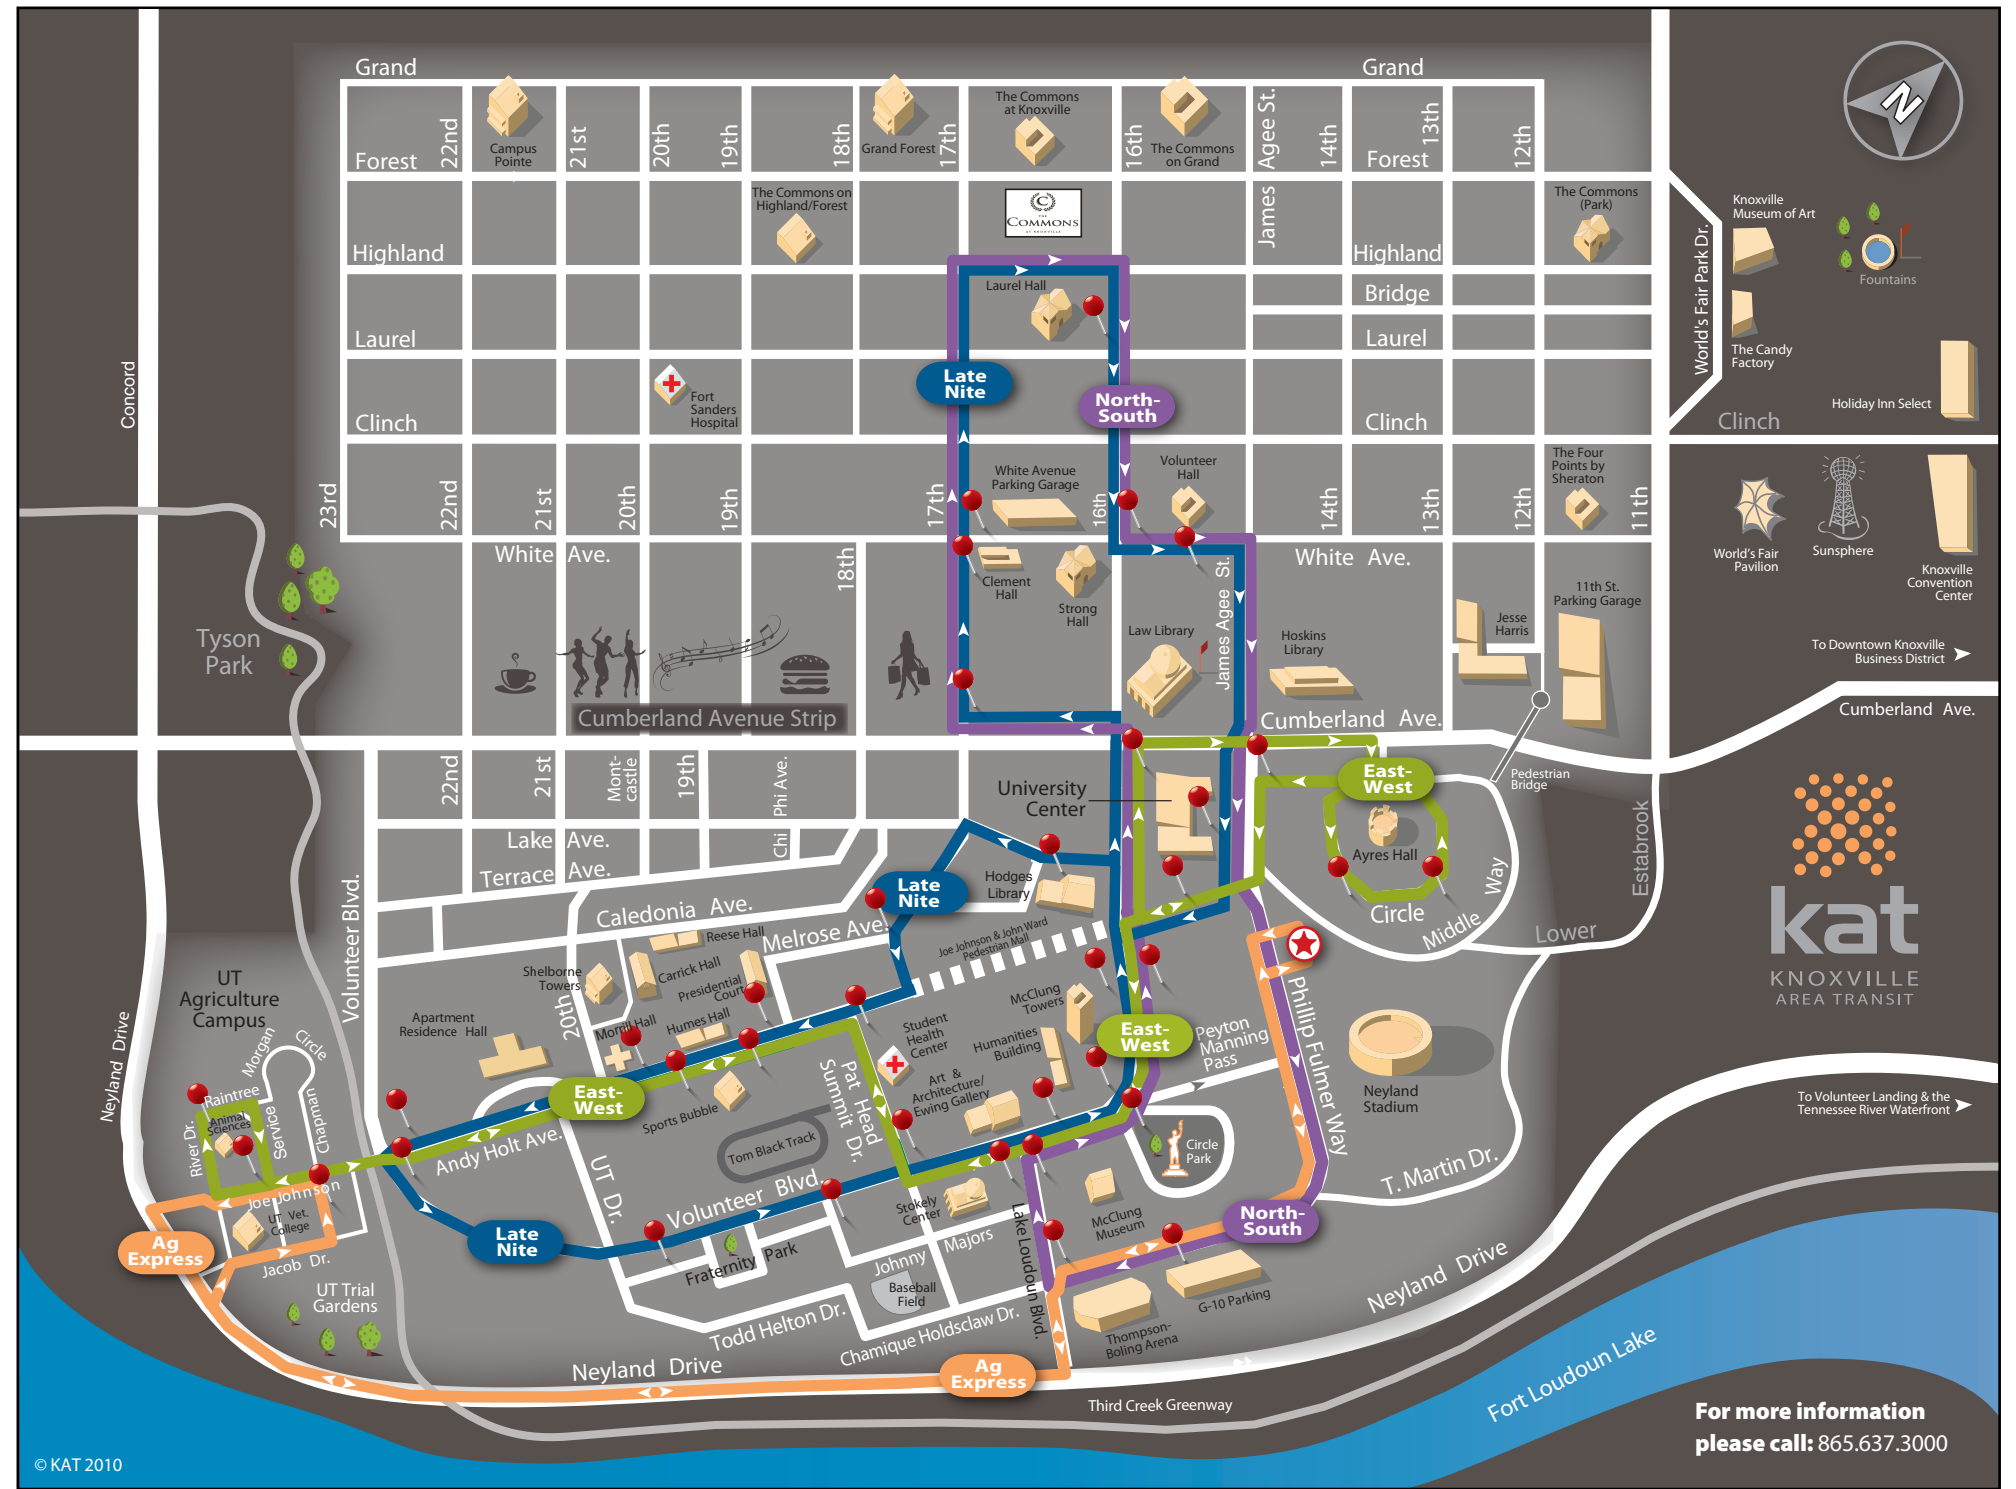 Grand
Grand
The Commons
at Knoxville
22nd
21st
20th
19th
18th
17th
16th
James Agee St.
14th
13th
12th
Campus
Pointe
Grand Forest
The Commons
on Grand
N
Forest
Forest
The Commons on
Highland/Forest
C
THE
COMMONS
AT KNOXVILLE
The Commons
(Park)
Knoxville
Museum of Art
Fountains
Highland
Highland
Laurel Hall
Bridge
World's Fair Park Dr.
Laurel
Laurel
The Candy
Factory
Concord
Late
Nite
North-
South
Fort
Sanders
Hospital
Holiday Inn Select
Clinch
Clinch
Clinch
White Avenue
Parking Garage
Volunteer
Hall
The Four
Points by
Sheraton
23rd
22nd
21st
20th
19th
17th
16th
14th
13th
12th
11th
White Ave.
18th
White Ave.
World's Fair
Pavilion
Sunsphere
Knoxville
Convention
Center
Clement
Hall
Strong
Hall
James Agee St.
11th St.
Parking Garage
Jesse
Harris
Law Library
Hoskins
Library
Tyson
Park
To Downtown Knoxville
Business District
Cumberland Avenue Strip
Cumberland Ave.
Cumberland Ave.
22nd
21st
Mont-
castle
19th
Chi Phi Ave.
University
Center
East-
West
Pedestrian
Bridge
Estabrook
Lake Ave.
Terrace Ave.
Ayres Hall
Hodges
Library
Late
Nite
Volunteer Blvd.
Caledonia Ave.
Circle
Middle Way
Lower
kat
KNOXVILLE
AREA TRANSIT
Reese Hall
Melrose Ave.
Joe Johnson & John Ward
Pedestrian Mall
Shelborne
Towers
Carrick Hall
Presidential
Court
UT
Agriculture
Campus
20th
McClung
Towers
Phillip Fulmer Way
Apartment
Residence Hall
Morrill Hall
Humes Hall
Student
Health
Center
Humanities
Building
East-
West
Peyton
Manning
Pass
Neyland Drive
Morgan
Circle
Pat Head
Summit Dr.
Neyland
Stadium
Raintree
East-
West
Art &
Architecture/
Ewing Gallery
To Volunteer Landing & the
Tennessee River Waterfront
Animal
Sciences
Service
Chapman
Sports Bubble
River Dr.
Andy Holt Ave.
Tom Black Track
Circle
Park
Joe Johnson
UT Dr.
Volunteer Blvd.
T. Martin Dr.
UT Vet.
College
Stokely
Center
McClung
Museum
North-
South
Ag
Express
Late
Nite
Lake Loudoun Blvd.
Jacob Dr.
Fraternity Park
Johnny Majors
UT Trial
Gardens
Baseball
Field
G-10 Parking
Neyland Drive
Todd Helton Dr.
Chamique Holdsclaw Dr.
Thompson-
Boling Arena
Neyland Drive
Ag
Express
Third Creek Greenway
Fort Loudoun Lake
For more information
please call: 865.637.3000
© KAT 2010